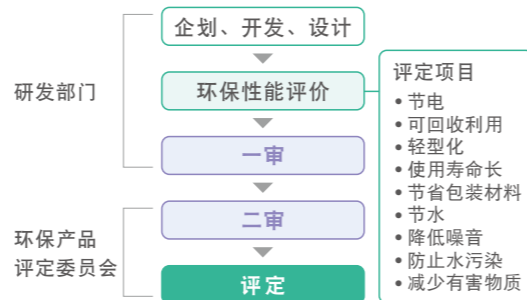 企划、开发、设计
研发部门
环保性能评价
一审
二审
环保产品
评定委员会
评定
评定项目
• 节电
• 可回收利用
• 轻型化
• 使用寿命长
• 节省包装材料
• 节水
• 降低噪音
• 防止水污染
• 减少有害物质